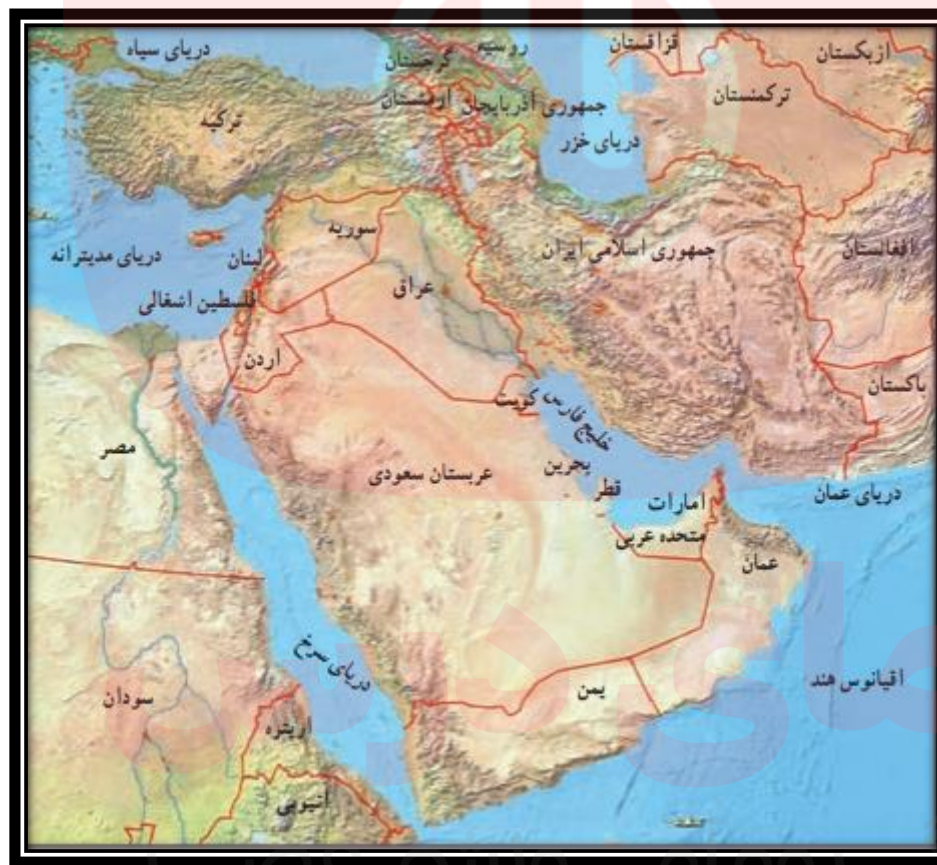 دریای سیاه
گرجستان
روسیه
قزاقستان
ازبکستان
ترکمنستان
ارمنستان
جمهوری آذربایجان
دریای خزر
ترکیه
سوریه
لبنان
دریای مدیترانه
فلسطین اشغالی
عراق
جمهوری اسلامی ایران
افغانستان
اردن
کویت
خلیج فارس
پاکستان
مصر
عربستان سعودی
بحرین
قطر
امارات
متحده عربی
دریای عمان
عمان
دریای سرخ
یمن
اقیانوس هند
سودان
اریتره
اتیوپی